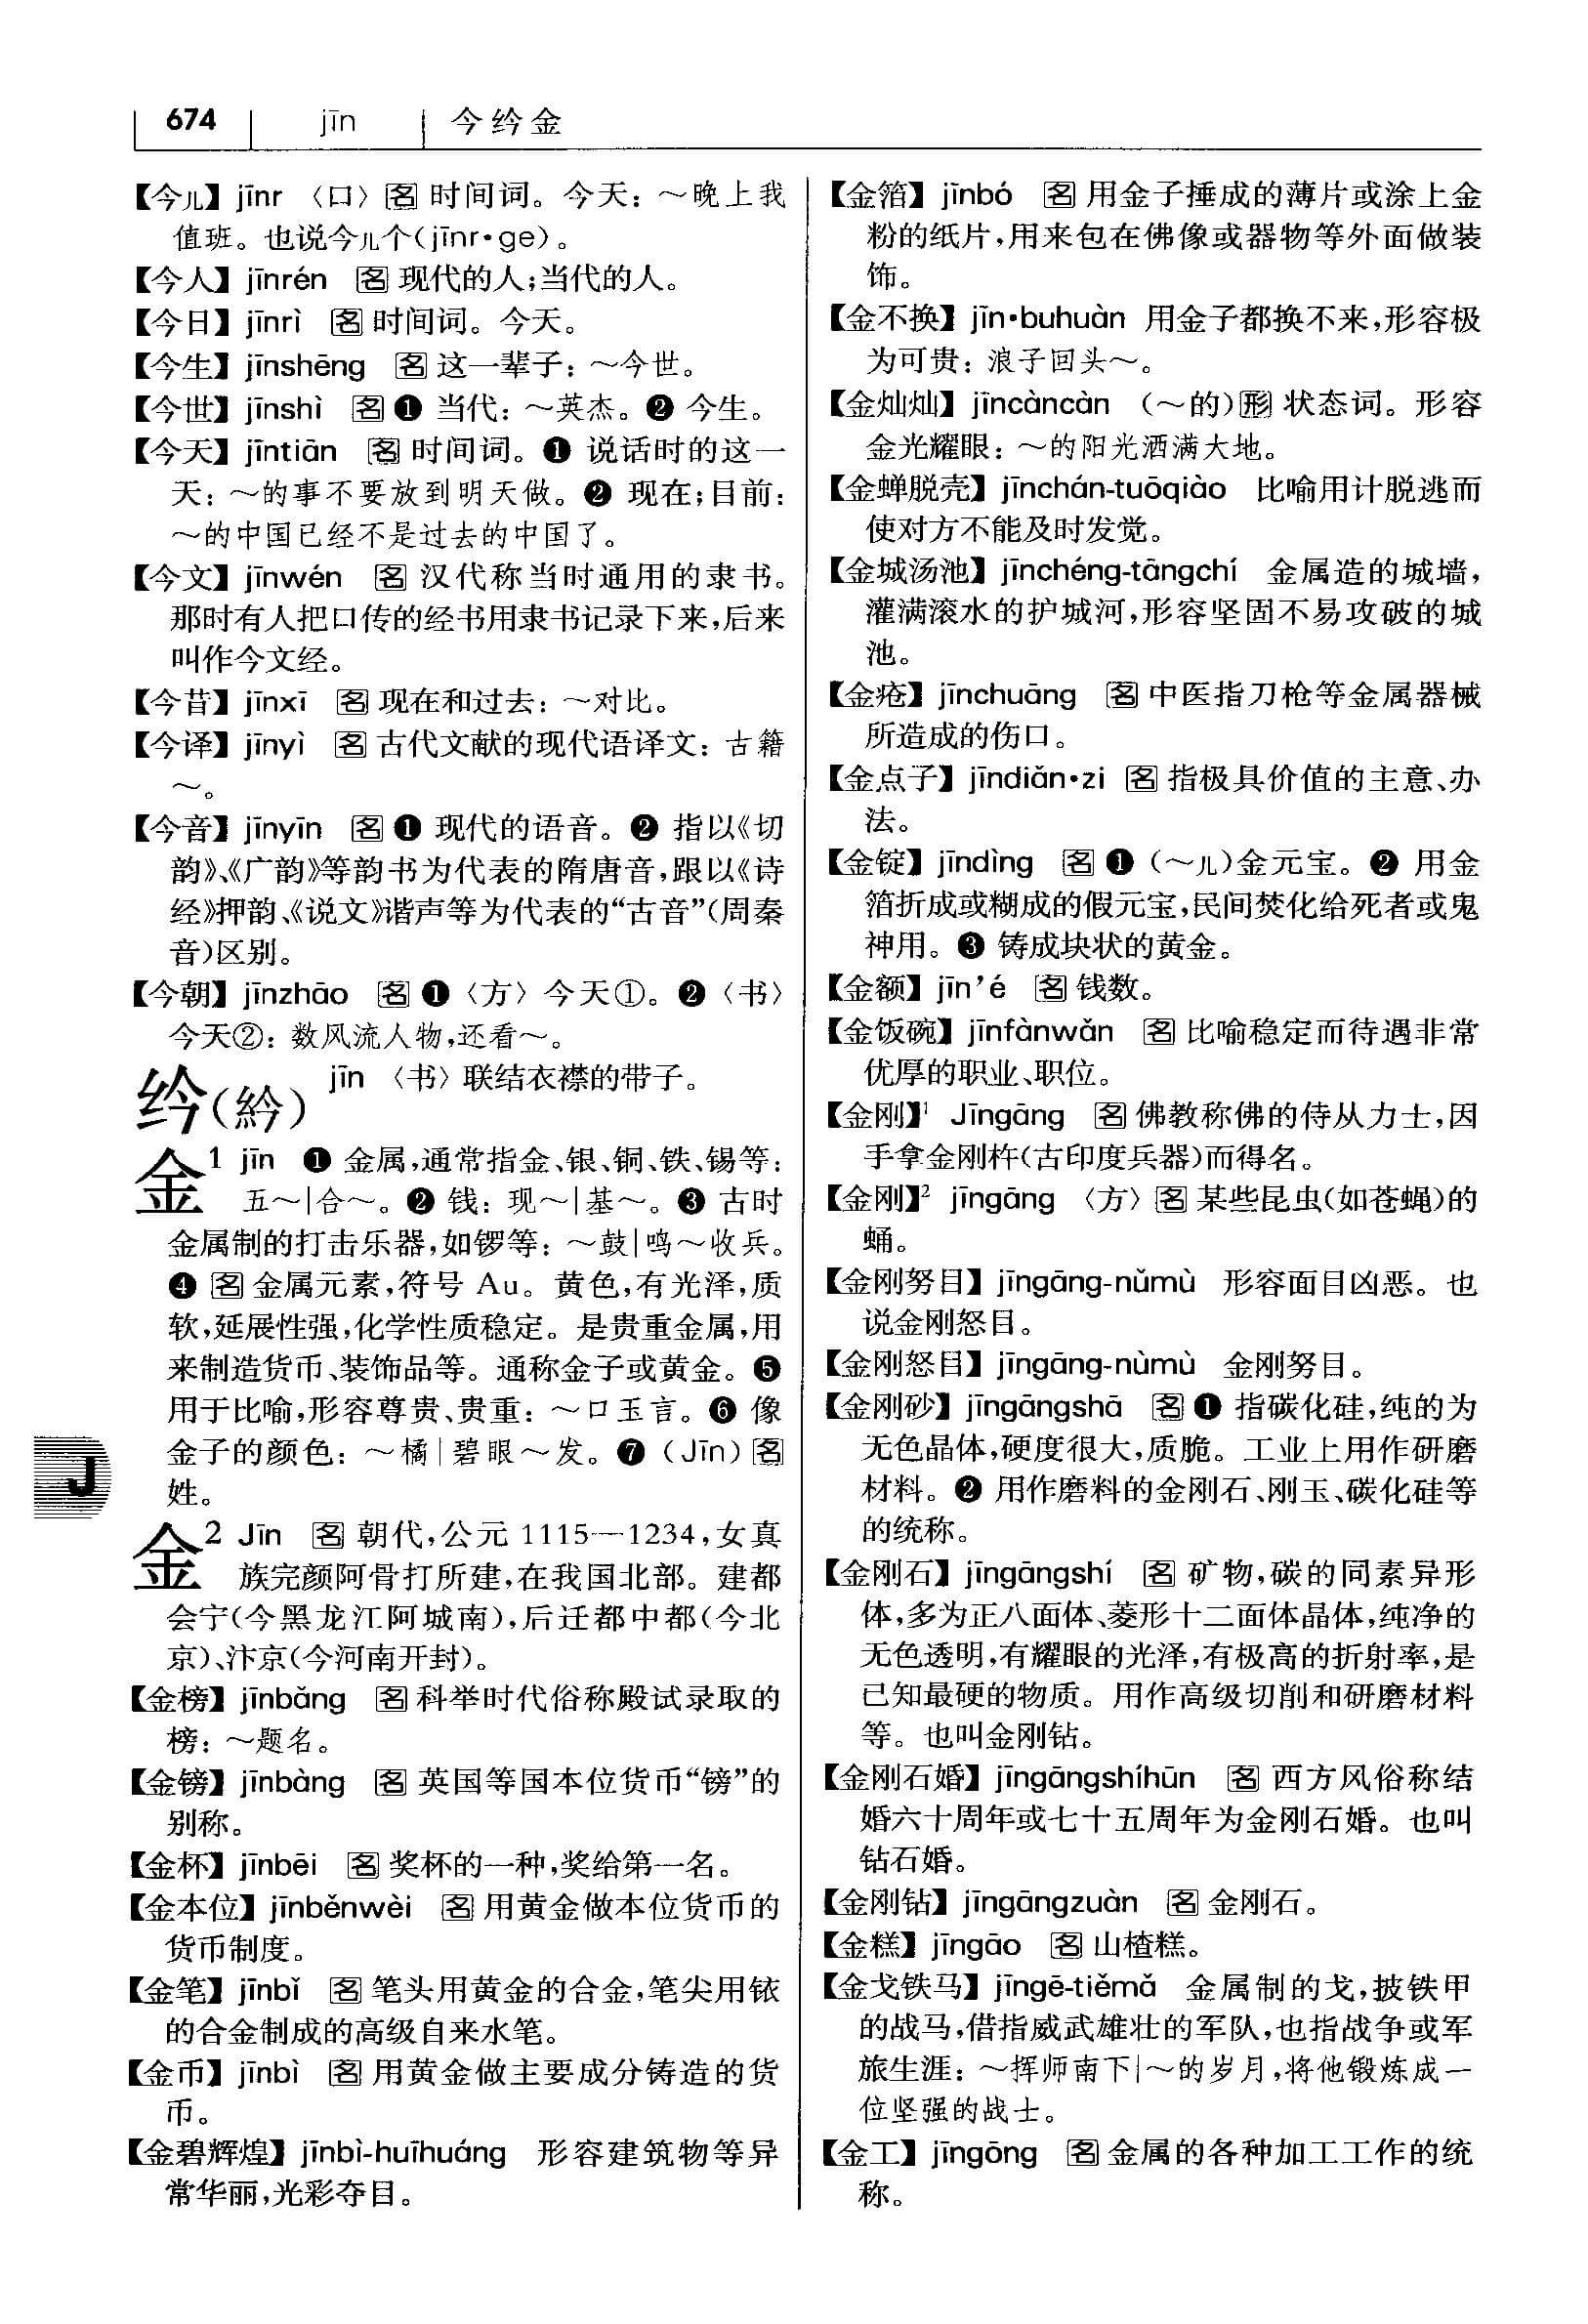 674 jīn 今紟金
【今儿】jīnr 〈口〉名 时间词。今天：～晚上我
值班。也说今儿个(jīnr·ge)。
【今人】jīnrén 名 现代的人；当代的人。
【今日】jīnrì 名 时间词。今天。
【今生】jīnshēng 名 这一辈子：～今世。
【今世】jīnshì 名 ❶ 当代：～英杰。❷ 今生。
【今天】jīntiān 名 时间词。❶ 说话时的这一
天：～的事不要放到明天做。❷ 现在；目前：
～的中国已经不是过去的中国了。
【今文】jīnwén 名 汉代称当时通用的隶书。
那时有人把口传的经书用隶书记录下来，后来
叫作今文经。
【今昔】jīnxī 名 现在和过去：～对比。
【今译】jīnyì 名 古代文献的现代语译文：古籍
～。
【今音】jīnyīn 名 ❶ 现代的语音。❷ 指以《切
韵》、《广韵》等韵书为代表的隋唐音，跟以《诗
经》押韵、《说文》谐声等为代表的“古音”(周秦
音)区别。
【今朝】jīnzhāo 名 ❶〈方〉今天①。❷〈书〉
今天②：数风流人物，还看～。
纼(紟) jīn 〈书〉联结衣襟的带子。
金1 jīn ❶ 金属，通常指金、银、铜、铁、锡等：
五～|合～。❷ 钱：现～|基～。❸ 古时
金属制的打击乐器，如锣等：～鼓|鸣～收兵。
❹ 名 金属元素，符号 Au。黄色，有光泽，质
软，延展性强，化学性质稳定。是贵重金属，用
来制造货币、装饰品等。通称金子或黄金。❺
用于比喻，形容尊贵、贵重：～口玉言。❻ 像
金子的颜色：～橘|碧眼～发。❼（Jīn）名
姓。
金2 Jīn 名 朝代，公元 1115—1234，女真
族完颜阿骨打所建，在我国北部。建都
会宁(今黑龙江阿城南)，后迁都中都(今北
京)、汴京(今河南开封)。
【金榜】jīnbǎng 名 科举时代俗称殿试录取的
榜：～题名。
【金镑】jīnbàng 名 英国等国本位货币“镑”的
别称。
【金杯】jīnbēi 名 奖杯的一种，奖给第一名。
【金本位】jīnběnwèi 名 用黄金做本位货币的
货币制度。
【金笔】jīnbǐ 名 笔头用黄金的合金，笔尖用铱
的合金制成的高级自来水笔。
【金币】jīnbì 名 用黄金做主要成分铸造的货
币。
【金碧辉煌】jīnbì-huīhuáng 形容建筑物等异
常华丽，光彩夺目。
【金箔】jīnbó 名 用金子捶成的薄片或涂上金
粉的纸片，用来包在佛像或器物等外面做装
饰。
【金不换】jīn·buhuàn 用金子都换不来，形容极
为可贵：浪子回头～。
【金灿灿】jīncàncàn （～的）形 状态词。形容
金光耀眼：～的阳光洒满大地。
【金蝉脱壳】jīnchán-tuōqiào 比喻用计脱逃而
使对方不能及时发觉。
【金城汤池】jīnchéng-tāngchí 金属造的城墙，
灌满滚水的护城河，形容坚固不易攻破的城
池。
【金疮】jīnchuāng 名 中医指刀枪等金属器械
所造成的伤口。
【金点子】jīndiǎn·zi 名 指极具价值的主意、办
法。
【金锭】jīndìng 名 ❶（～儿）金元宝。❷ 用金
箔折成或糊成的假元宝，民间焚化给死者或鬼
神用。❸ 铸成块状的黄金。
【金额】jīn’é 名 钱数。
【金饭碗】jīnfànwǎn 名 比喻稳定而待遇非常
优厚的职业、职位。
【金刚】1 Jīngāng 名 佛教称佛的侍从力士，因
手拿金刚杵(古印度兵器)而得名。
【金刚】2 jīngāng 〈方〉名 某些昆虫(如苍蝇)的
蛹。
【金刚努目】jīngāng-nǔmù 形容面目凶恶。也
说金刚怒目。
【金刚怒目】jīngāng-nùmù 金刚努目。
【金刚砂】jīngāngshā 名 ❶ 指碳化硅，纯的为
无色晶体，硬度很大，质脆。工业上用作研磨
材料。❷ 用作磨料的金刚石、刚玉、碳化硅等
的统称。
【金刚石】jīngāngshí 名 矿物，碳的同素异形
体，多为正八面体、菱形十二面体晶体，纯净的
无色透明，有耀眼的光泽，有极高的折射率，是
已知最硬的物质。用作高级切削和研磨材料
等。也叫金刚钻。
【金刚石婚】jīngāngshíhūn 名 西方风俗称结
婚六十周年或七十五周年为金刚石婚。也叫
钻石婚。
【金刚钻】jīngāngzuàn 名 金刚石。
【金糕】jīngāo 名 山楂糕。
【金戈铁马】jīngē-tiěmǎ 金属制的戈，披铁甲
的战马，借指威武雄壮的军队，也指战争或军
旅生涯：～挥师南下|～的岁月，将他锻炼成一
位坚强的战士。
【金工】jīngōng 名 金属的各种加工工作的统
称。
J